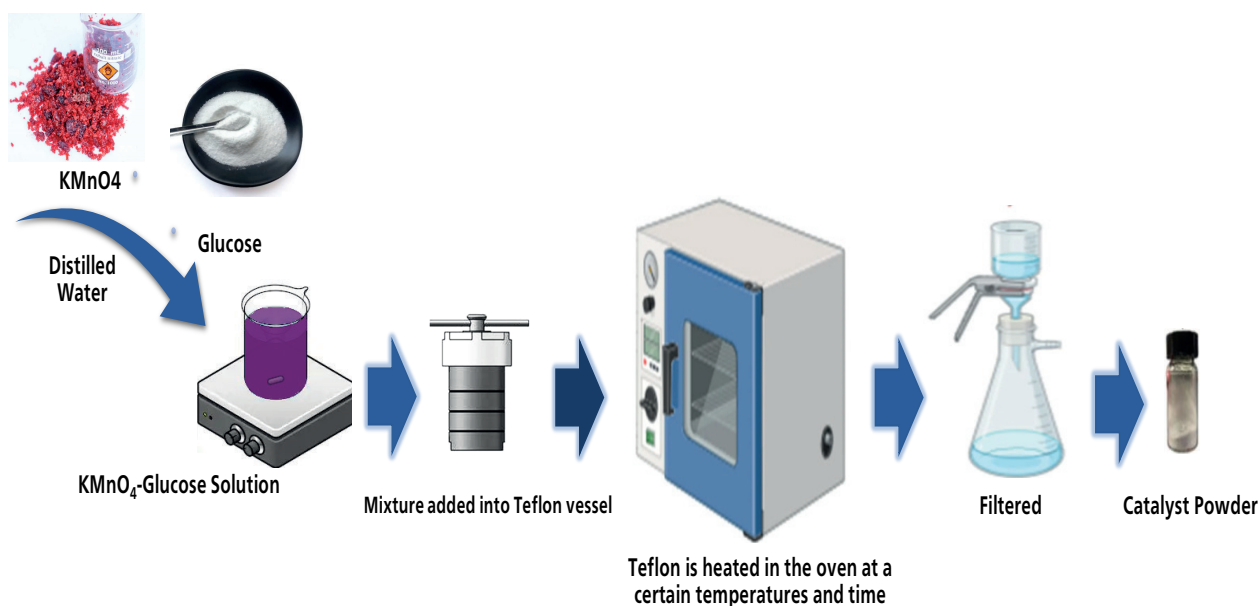 KMnO4
Glucose
Distilled
Water
KMnO₄-Glucose Solution
Mixture added into Teflon vessel
Teflon is heated in the oven at a
certain temperatures and time
Filtered
Catalyst Powder